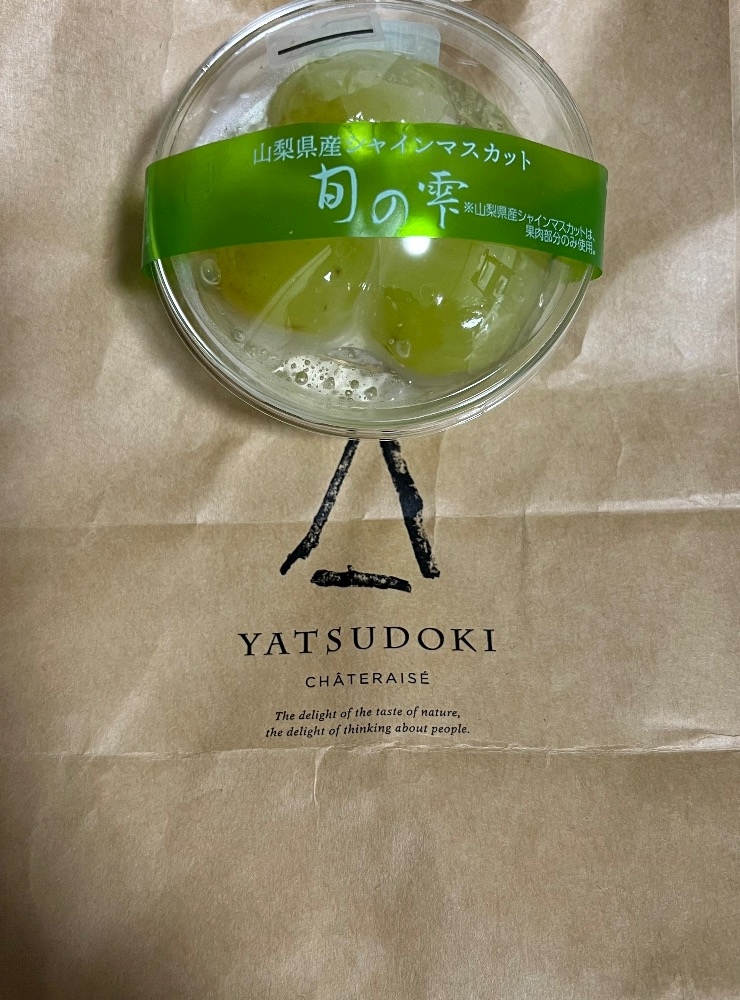 山梨県産シャインマスカット
旬の雫
※山梨県産シャインマスカットは、
果肉部分のみ使用。
YATSUDOKI
CHÂTERAISÉ
The delight of the taste of nature,
the delight of thinking about people.